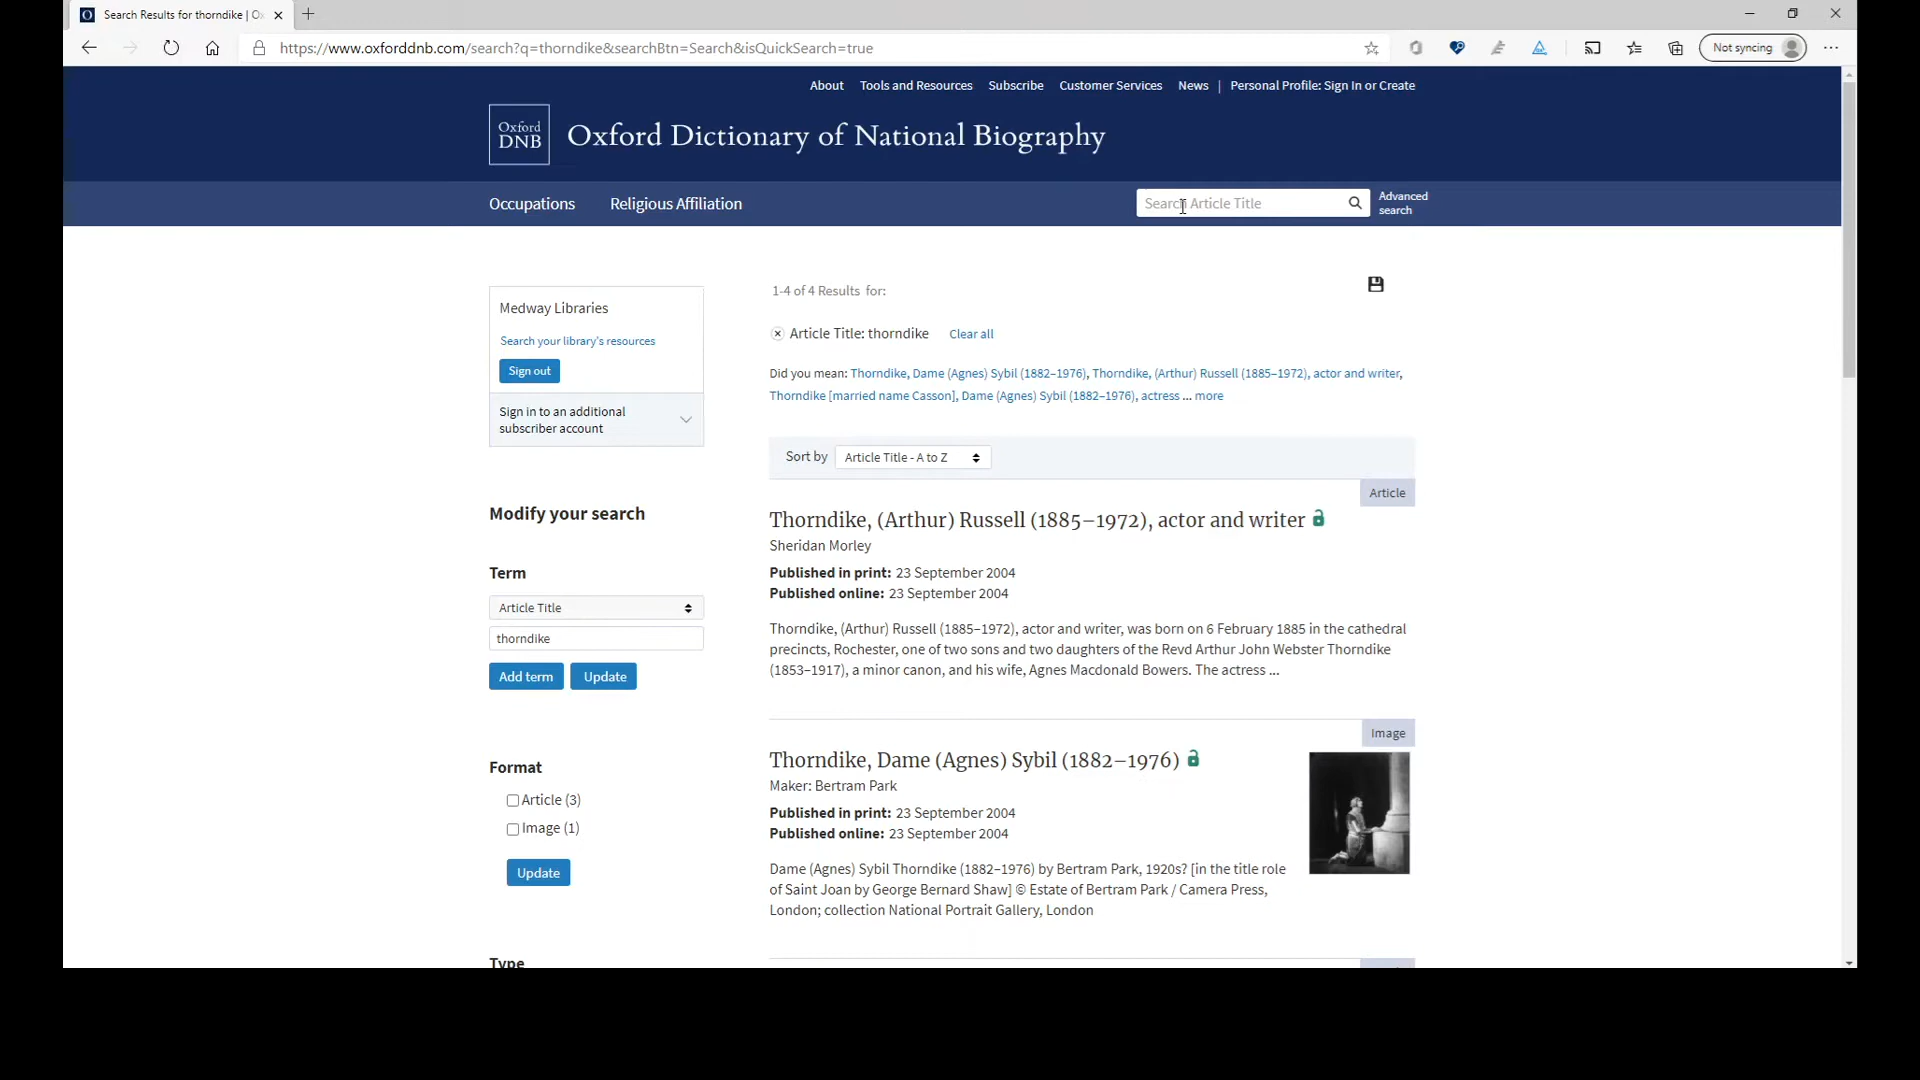 Search Results for thorndike | Ox
https://www.oxforddnb.com/search?q=thorndike&searchBtn=Search&isQuickSearch=true
Not syncing
About Tools and Resources Subscribe Customer Services News | Personal Profile: Sign In or Create
Oxford DNB
Oxford Dictionary of National Biography
Occupations Religious Affiliation
Search Article Title
Advanced search
Medway Libraries
Search your library's resources
Sign out
Sign in to an additional
subscriber account
Modify your search
Term
Article Title
thorndike
Add term Update
Format
Article (3)
Image (1)
Update
Type
1-4 of 4 Results for:
Article Title: thorndike Clear all
Did you mean: Thorndike, Dame (Agnes) Sybil (1882–1976), Thorndike, (Arthur) Russell (1885–1972), actor and writer,
Thorndike [married name Casson], Dame (Agnes) Sybil (1882–1976), actress ... more
Sort by Article Title - A to Z
Article
Thorndike, (Arthur) Russell (1885–1972), actor and writer
Sheridan Morley
Published in print: 23 September 2004
Published online: 23 September 2004
Thorndike, (Arthur) Russell (1885–1972), actor and writer, was born on 6 February 1885 in the cathedral
precincts, Rochester, one of two sons and two daughters of the Revd Arthur John Webster Thorndike
(1853–1917), a minor canon, and his wife, Agnes Macdonald Bowers. The actress ...
Image
Thorndike, Dame (Agnes) Sybil (1882–1976)
Maker: Bertram Park
Published in print: 23 September 2004
Published online: 23 September 2004
Dame (Agnes) Sybil Thorndike (1882–1976) by Bertram Park, 1920s? [in the title role
of Saint Joan by George Bernard Shaw] © Estate of Bertram Park / Camera Press,
London; collection National Portrait Gallery, London